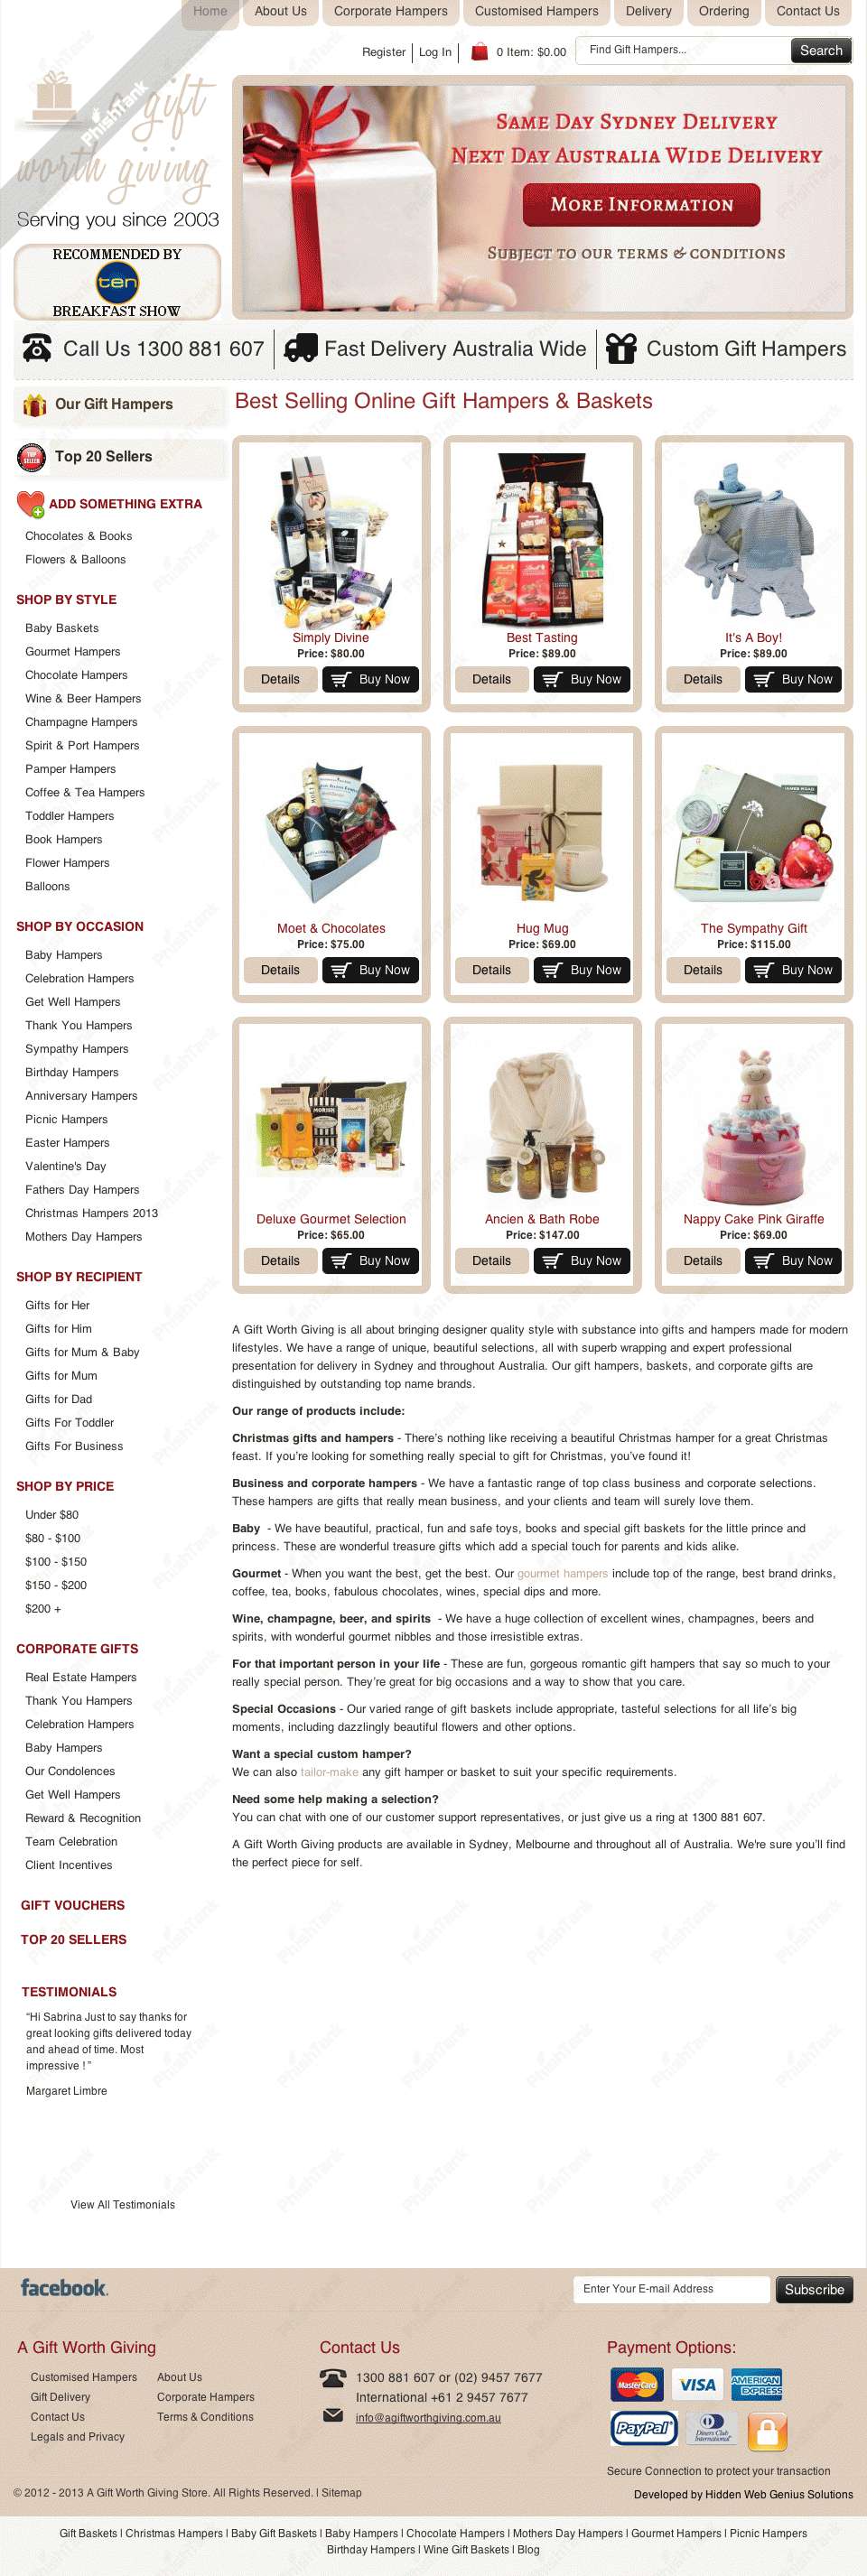 Home
About Us
Corporate Hampers
Customised Hampers
Delivery
Ordering
Contact Us
Register
Log In
0 Item: $0.00
Find Gift Hampers...
Search
PhishTank
a gift
worth giving
Serving you since 2003
RECOMMENDED BY
ten
BREAKFAST SHOW
Same Day Sydney Delivery
Next Day Australia Wide Delivery
More Information
Subject to our terms & conditions
Call Us 1300 881 607
Fast Delivery Australia Wide
Custom Gift Hampers
Our Gift Hampers
Top 20 Sellers
ADD SOMETHING EXTRA
Chocolates & Books
Flowers & Balloons
SHOP BY STYLE
Baby Baskets
Gourmet Hampers
Chocolate Hampers
Wine & Beer Hampers
Champagne Hampers
Spirit & Port Hampers
Pamper Hampers
Coffee & Tea Hampers
Toddler Hampers
Book Hampers
Flower Hampers
Balloons
SHOP BY OCCASION
Baby Hampers
Celebration Hampers
Get Well Hampers
Thank You Hampers
Sympathy Hampers
Birthday Hampers
Anniversary Hampers
Picnic Hampers
Easter Hampers
Valentine's Day
Fathers Day Hampers
Christmas Hampers 2013
Mothers Day Hampers
SHOP BY RECIPIENT
Gifts for Her
Gifts for Him
Gifts for Mum & Baby
Gifts for Mum
Gifts for Dad
Gifts For Toddler
Gifts For Business
SHOP BY PRICE
Under $80
$80 - $100
$100 - $150
$150 - $200
$200 +
CORPORATE GIFTS
Real Estate Hampers
Thank You Hampers
Celebration Hampers
Baby Hampers
Our Condolences
Get Well Hampers
Reward & Recognition
Team Celebration
Client Incentives
GIFT VOUCHERS
TOP 20 SELLERS
TESTIMONIALS
“Hi Sabrina Just to say thanks for
great looking gifts delivered today
and ahead of time. Most
impressive ! ”
Margaret Limbre
View All Testimonials
Best Selling Online Gift Hampers & Baskets
Simply Divine
Price: $80.00
Details
Buy Now
Best Tasting
Price: $89.00
Details
Buy Now
It's A Boy!
Price: $89.00
Details
Buy Now
Moet & Chocolates
Price: $75.00
Details
Buy Now
Hug Mug
Price: $69.00
Details
Buy Now
The Sympathy Gift
Price: $115.00
Details
Buy Now
Deluxe Gourmet Selection
Price: $65.00
Details
Buy Now
Ancien & Bath Robe
Price: $147.00
Details
Buy Now
Nappy Cake Pink Giraffe
Price: $69.00
Details
Buy Now
A Gift Worth Giving is all about bringing designer quality style with substance into gifts and hampers made for modern
lifestyles. We have a range of unique, beautiful selections, all with superb wrapping and expert professional
presentation for delivery in Sydney and throughout Australia. Our gift hampers, baskets, and corporate gifts are
distinguished by outstanding top name brands.
Our range of products include:
Christmas gifts and hampers - There’s nothing like receiving a beautiful Christmas hamper for a great Christmas
feast. If you’re looking for something really special to gift for Christmas, you’ve found it!
Business and corporate hampers - We have a fantastic range of top class business and corporate selections.
These hampers are gifts that really mean business, and your clients and team will surely love them.
Baby - We have beautiful, practical, fun and safe toys, books and special gift baskets for the little prince and
princess. These are wonderful treasure gifts which add a special touch for parents and kids alike.
Gourmet - When you want the best, get the best. Our gourmet hampers include top of the range, best brand drinks,
coffee, tea, books, fabulous chocolates, wines, special dips and more.
Wine, champagne, beer, and spirits - We have a huge collection of excellent wines, champagnes, beers and
spirits, with wonderful gourmet nibbles and those irresistible extras.
For that important person in your life - These are fun, gorgeous romantic gift hampers that say so much to your
really special person. They’re great for big occasions and a way to show that you care.
Special Occasions - Our varied range of gift baskets include appropriate, tasteful selections for all life’s big
moments, including dazzlingly beautiful flowers and other options.
Want a special custom hamper?
We can also tailor-make any gift hamper or basket to suit your specific requirements.
Need some help making a selection?
You can chat with one of our customer support representatives, or just give us a ring at 1300 881 607.
A Gift Worth Giving products are available in Sydney, Melbourne and throughout all of Australia. We're sure you’ll find
the perfect piece for self.
facebook.
Enter Your E-mail Address
Subscribe
A Gift Worth Giving
Customised Hampers
About Us
Gift Delivery
Corporate Hampers
Contact Us
Terms & Conditions
Legals and Privacy
Contact Us
1300 881 607 or (02) 9457 7677
International +61 2 9457 7677
info@agiftworthgiving.com.au
Payment Options:
MasterCard
VISA
AMERICAN EXPRESS
PayPal
Diners Club International
Secure Connection to protect your transaction
© 2012 - 2013 A Gift Worth Giving Store. All Rights Reserved. | Sitemap
Developed by Hidden Web Genius Solutions
Gift Baskets | Christmas Hampers | Baby Gift Baskets | Baby Hampers | Chocolate Hampers | Mothers Day Hampers | Gourmet Hampers | Picnic Hampers
Birthday Hampers | Wine Gift Baskets | Blog